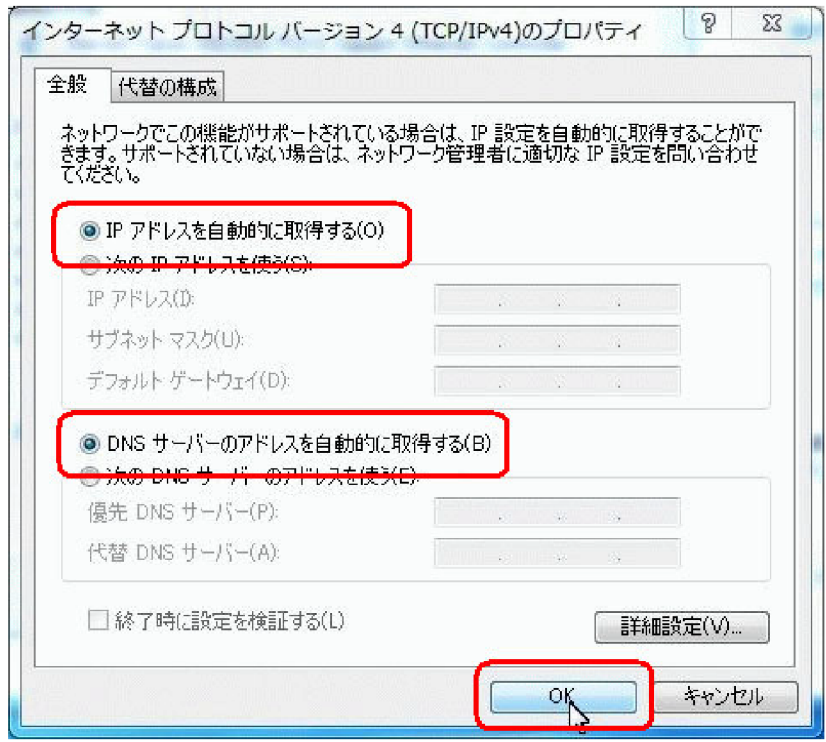 インターネット プロトコル バージョン 4 (TCP/IPv4)のプロパティ
全般
代替の構成
ネットワークでこの機能がサポートされている場合は、IP 設定を自動的に取得することがで
きます。サポートされていない場合は、ネットワーク管理者に適切な IP 設定を問い合わせ
てください。
IP アドレスを自動的に取得する(O)
次の IP アドレスを使う(S):
IP アドレス(I):
サブネット マスク(U):
デフォルト ゲートウェイ(D):
DNS サーバーのアドレスを自動的に取得する(B)
次の DNS サーバーのアドレスを使う(E):
優先 DNS サーバー(P):
代替 DNS サーバー(A):
終了時に設定を検証する(L)
詳細設定(V)...
OK
キャンセル